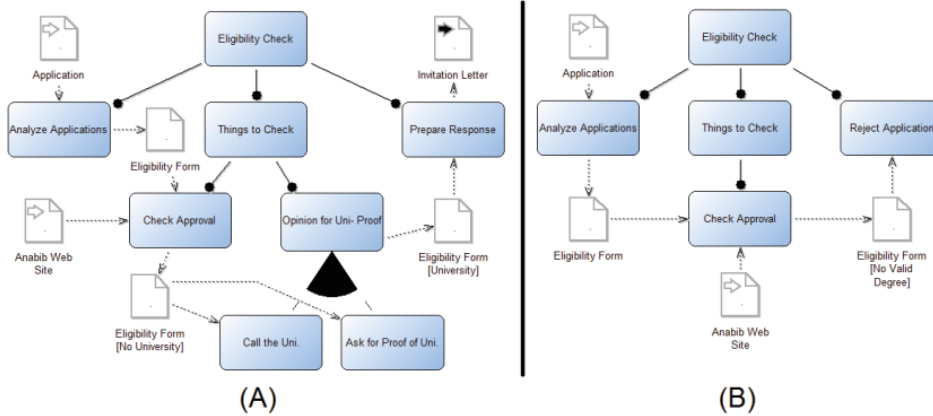 Eligibility Check
Application
Invitation Letter
Analyze Applications
Things to Check
Prepare Response
Eligibility Form
Check Approval
Opinion for Uni- Proof
Anabib Web
Site
Eligibility Form
[University]
Eligibility Form
[No University]
Call the Uni.
Ask for Proof of Uni.
(A)
Eligibility Check
Application
Analyze Applications
Things to Check
Reject Application
Check Approval
Eligibility Form
Eligibility Form
[No Valid
Degree]
Anabib Web
Site
(B)